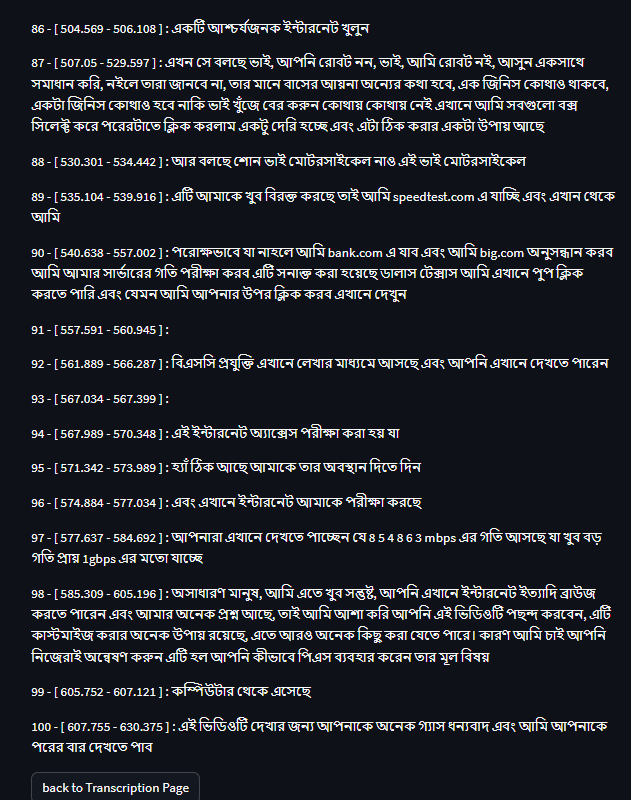 86 - [ 504.569 - 506.108 ] : একটি আশ্চর্যজনক ইন্টারনেট খুলুন
87 - [ 507.05 - 529.597 ] : এখন সে বলছে ভাই, আপনি রোবট নন, ভাই, আমি রোবট নই, আসুন একসাথে
সমাধান করি, নইলে তারা জানবে না, তার মানে বাসের আয়না অন্যের কথা হবে, এক জিনিস কোথাও থাকবে,
একটা জিনিস কোথাও হবে নাকি ভাই খুঁজে বের করুন কোথায় কোথায় নেই এখানে আমি সবগুলো বক্স
সিলেক্ট করে পরেরটাতে ক্লিক করলাম একটু দেরি হচ্ছে এবং এটা ঠিক করার একটা উপায় আছে
88 - [ 530.301 - 534.442 ] : আর বলছে শোন ভাই মোটরসাইকেল নাও এই ভাই মোটরসাইকেল
89 - [ 535.104 - 539.916 ] : এটি আমাকে খুব বিরক্ত করছে তাই আমি speedtest.com এ যাচ্ছি এবং এখান থেকে
আমি
90 - [ 540.638 - 557.002 ] : পরোক্ষভাবে যা নাহলে আমি bank.com এ যাব এবং আমি big.com অনুসন্ধান করব
আমি আমার সার্ভারের গতি পরীক্ষা করব এটি সনাক্ত করা হয়েছে ডালাস টেক্সাস আমি এখানে পুপ ক্লিক
করতে পারি এবং যেমন আমি আপনার উপর ক্লিক করব এখানে দেখুন
91 - [ 557.591 - 560.945 ] :
92 - [ 561.889 - 566.287 ] : বিএসসি প্রযুক্তি এখানে লেখার মাধ্যমে আসছে এবং আপনি এখানে দেখতে পারেন
93 - [ 567.034 - 567.399 ] :
94 - [ 567.989 - 570.348 ] : এই ইন্টারনেট অ্যাক্সেস পরীক্ষা করা হয় যা
95 - [ 571.342 - 573.989 ] : হ্যাঁ ঠিক আছে আমাকে তার অবস্থান দিতে দিন
96 - [ 574.884 - 577.034 ] : এবং এখানে ইন্টারনেট আমাকে পরীক্ষা করছে
97 - [ 577.637 - 584.692 ] : আপনারা এখানে দেখতে পাচ্ছেন যে 8 5 4 8 6 3 mbps এর গতি আসছে যা খুব বড়
গতি প্রায় 1gbps এর মতো যাচ্ছে
98 - [ 585.309 - 605.196 ] : অসাধারণ মানুষ, আমি এতে খুব সন্তুষ্ট, আপনি এখানে ইন্টারনেট ইত্যাদি ব্রাউজ
করতে পারেন এবং আমার অনেক প্রশ্ন আছে, তাই আমি আশা করি আপনি এই ভিডিওটি পছন্দ করবেন, এটি
কাস্টমাইজ করার অনেক উপায় রয়েছে, এতে আরও অনেক কিছু করা যেতে পারে। কারণ আমি চাই আপনি
নিজেরাই অন্বেষণ করুন এটি হল আপনি কীভাবে পিএস ব্যবহার করেন তার মূল বিষয়
99 - [ 605.752 - 607.121 ] : কম্পিউটার থেকে এসেছে
100 - [ 607.755 - 630.375 ] : এই ভিডিওটি দেখার জন্য আপনাকে অনেক গ্যাস ধন্যবাদ এবং আমি আপনাকে
পরের বার দেখতে পাব
back to Transcription Page